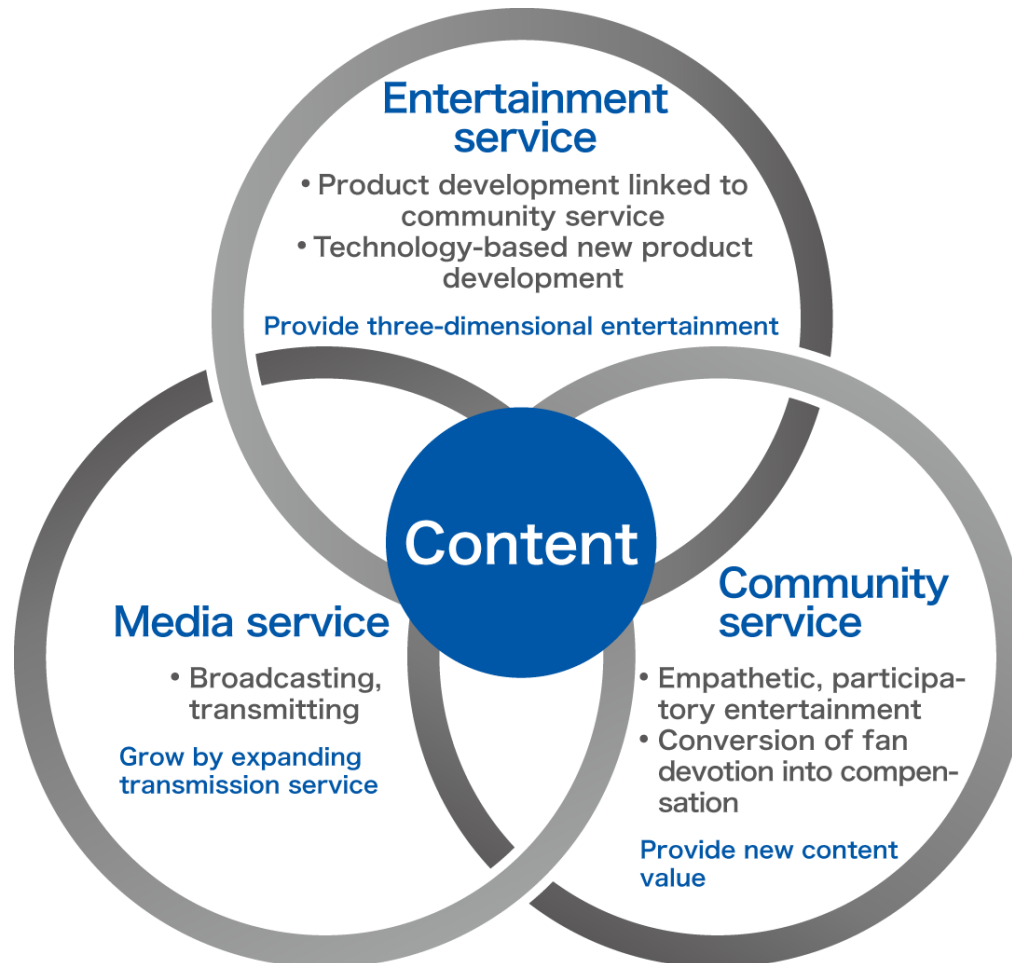 Entertainment
service
• Product development linked to
community service
• Technology-based new product
development
Provide three-dimensional entertainment
Content
Media service
• Broadcasting,
transmitting
Grow by expanding
transmission service
Community
service
• Empathetic, participa-
tory entertainment
• Conversion of fan
devotion into compen-
sation
Provide new content
value